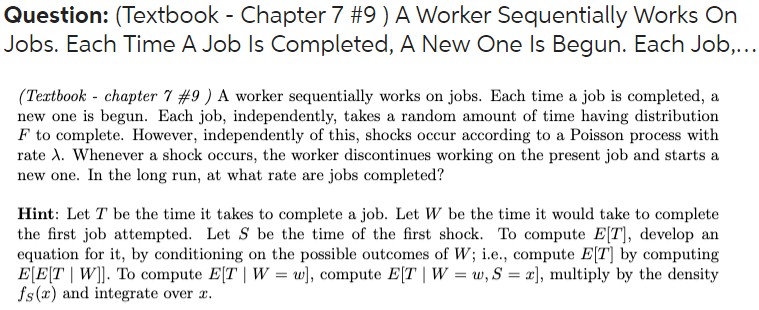 Question: (Textbook - Chapter 7 #9 ) A Worker Sequentially Works On
Jobs. Each Time A Job Is Completed, A New One Is Begun. Each Job,...
(Textbook - chapter 7 #9 ) A worker sequentially works on jobs. Each time a job is completed, a
new one is begun. Each job, independently, takes a random amount of time having distribution
F to complete. However, independently of this, shocks occur according to a Poisson process with
rate λ. Whenever a shock occurs, the worker discontinues working on the present job and starts a
new one. In the long run, at what rate are jobs completed?
Hint: Let T be the time it takes to complete a job. Let W be the time it would take to complete
the first job attempted. Let S be the time of the first shock. To compute E[T], develop an
equation for it, by conditioning on the possible outcomes of W; i.e., compute E[T] by computing
E[E[T | W]]. To compute E[T | W = w], compute E[T | W = w, S = x], multiply by the density
fS(x) and integrate over x.